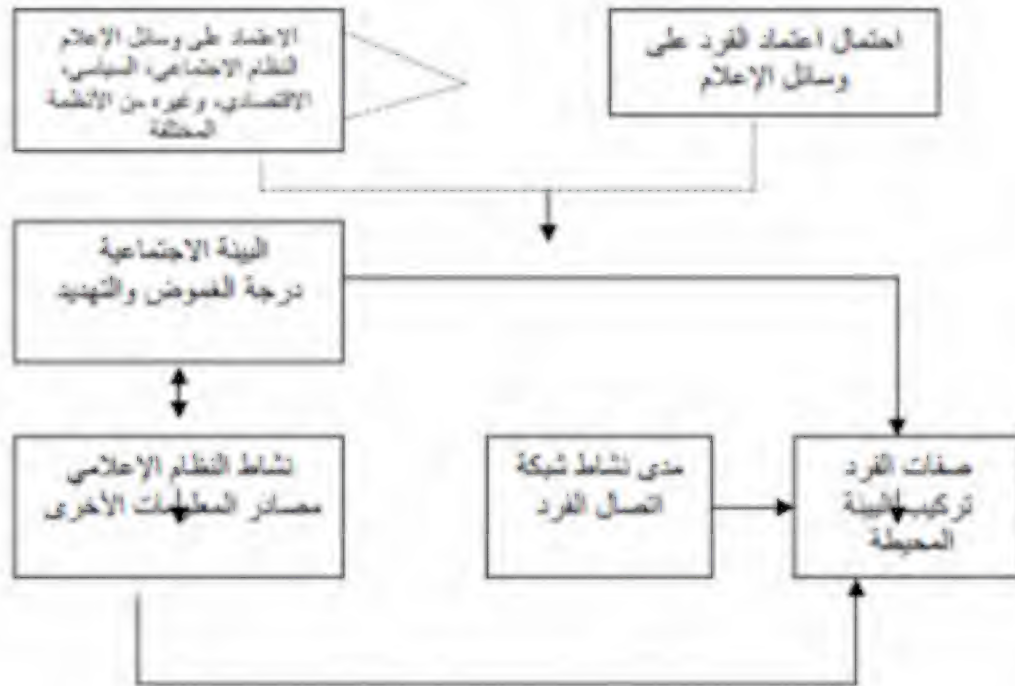 احتمال اعتماد الفرد على
وسائل الإعلام
الإعتماد على وسائل الإعلام
النظام الاجتماعي، السياسي،
الاقتصادي، وغيره من الأنظمة
المختلفة
البيئة الاجتماعية
درجة الغموض والتهديد
صفات الفرد
تركيب البيئة
المحيطة
مدى نشاط شبكة
اتصال الفرد
نشاط النظام الإعلامي
مصادر المعلومات الأخرى